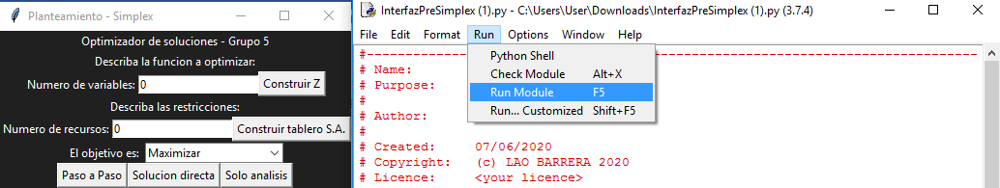 Planteamiento - Simplex
Optimizador de soluciones - Grupo 5
Describa la funcion a optimizar:
Numero de variables: 0 Construir Z
Describa las restricciones:
Numero de recursos: 0 Construir tablero S.A.
El objetivo es: Maximizar
Paso a Paso Solucion directa Solo analisis
InterfazPreSimplex (1).py - C:\Users\User\Downloads\InterfazPreSimplex (1).py (3.7.4)
File Edit Format Run Options Window Help
Python Shell
Check Module Alt+X
Run Module F5
Run... Customized Shift+F5
#-------------------------------------------------------------------------------
# Name:
# Purpose:
#
# Author:
#
# Created: 07/06/2020
# Copyright: (c) LAO BARRERA 2020
# Licence: <your licence>